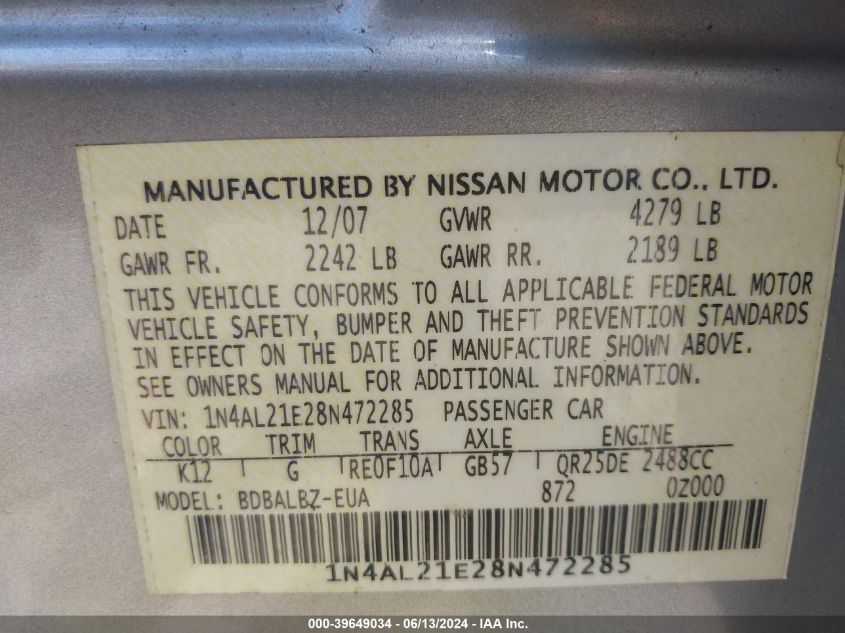 MANUFACTURED BY NISSAN MOTOR CO., LTD.
DATE 12/07 GVWR 4279 LB
GAWR FR. 2242 LB GAWR RR. 2189 LB
THIS VEHICLE CONFORMS TO ALL APPLICABLE FEDERAL MOTOR
VEHICLE SAFETY, BUMPER AND THEFT PREVENTION STANDARDS
IN EFFECT ON THE DATE OF MANUFACTURE SHOWN ABOVE.
SEE OWNERS MANUAL FOR ADDITIONAL INFORMATION.
VIN: 1N4AL21E28N472285 PASSENGER CAR
COLOR TRIM TRANS AXLE ENGINE
K12 G RE0F10A GB57 QR25DE 2488CC
MODEL: BDBALBZ-EUA 872 0Z000
1N4AL21E28N472285
000-39649034 - 06/13/2024 - IAA Inc.